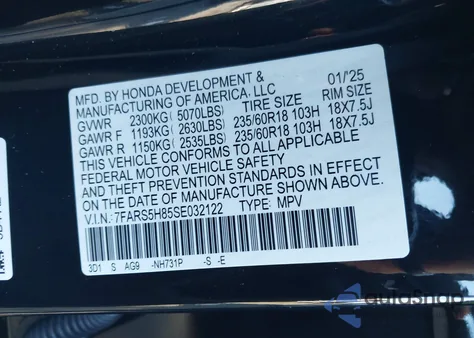 MFD. BY HONDA DEVELOPMENT & 01/'25
MANUFACTURING OF AMERICA, LLC
TIRE SIZE RIM SIZE
GVWR 2300KG( 5070LBS)
GAWR F 1193KG( 2630LBS) 235/60R18 103H 18X7.5J
GAWR R 1150KG( 2535LBS) 235/60R18 103H 18X7.5J
THIS VEHICLE CONFORMS TO ALL APPLICABLE
FEDERAL MOTOR VEHICLE SAFETY
AND THEFT PREVENTION STANDARDS IN EFFECT
ON THE DATE OF MANUFACTURE SHOWN ABOVE.
V.I.N.: 7FARS5H85SE032122 TYPE: MPV
3D1 S AG9 -NH731P -S -E
autoSnap